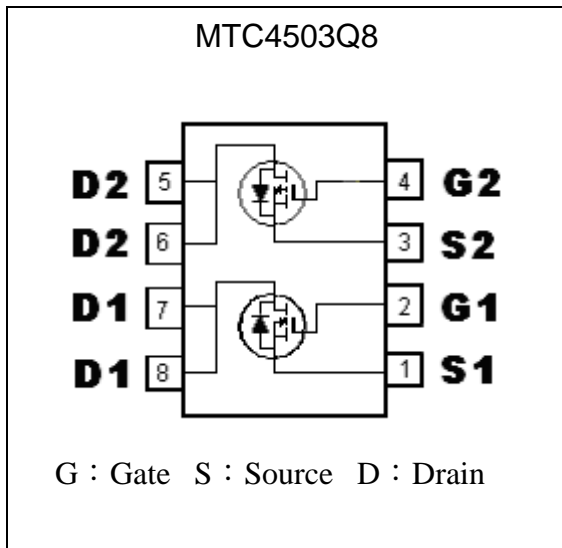 MTC4503Q8
D2 5 4 G2
D2 6 3 S2
D1 7 2 G1
D1 8 1 S1
G：Gate S：Source D：Drain